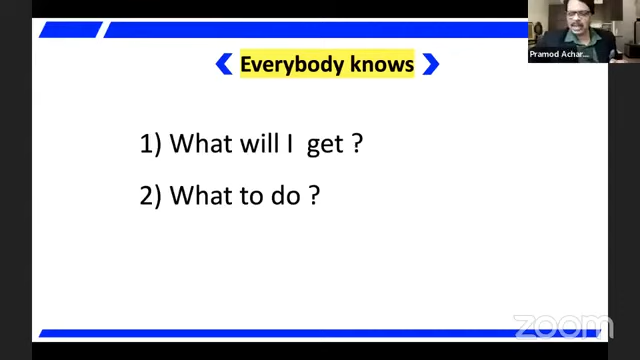 Everybody knows
Pramod Achar...
1) What will I get ?
2) What to do ?
zoom